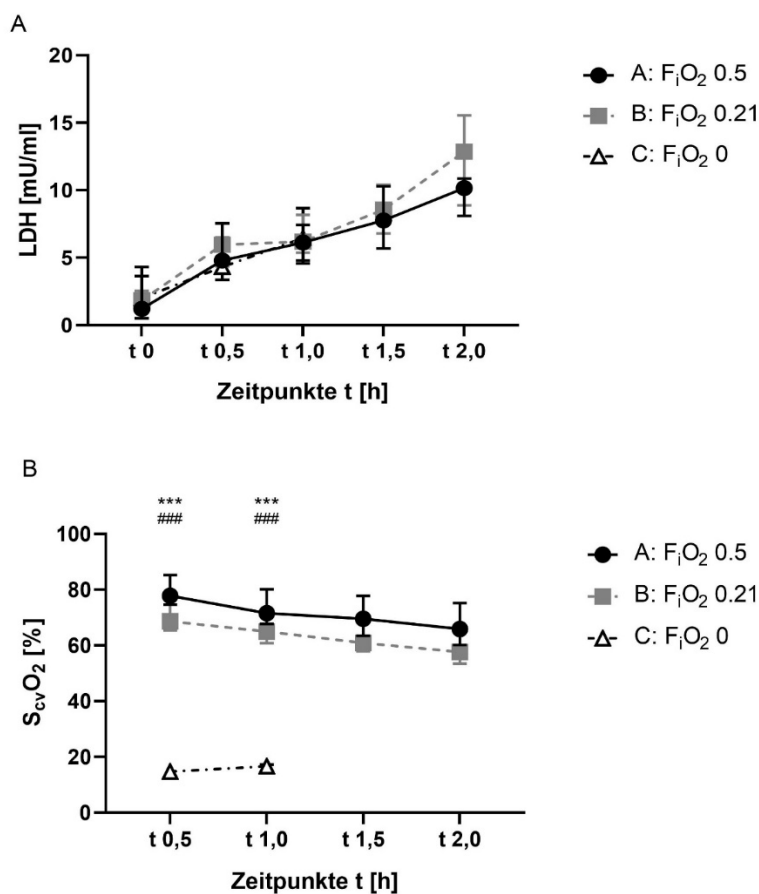 A
20
15
10
5
0
LDH [mU/ml]
t 0 t 0,5 t 1,0 t 1,5 t 2,0
Zeitpunkte t [h]
A: FiO2 0.5
B: FiO2 0.21
C: FiO2 0
B
*** ***
### ###
100
80
60
40
20
0
ScvO2 [%]
t 0,5 t 1,0 t 1,5 t 2,0
Zeitpunkte t [h]
A: FiO2 0.5
B: FiO2 0.21
C: FiO2 0